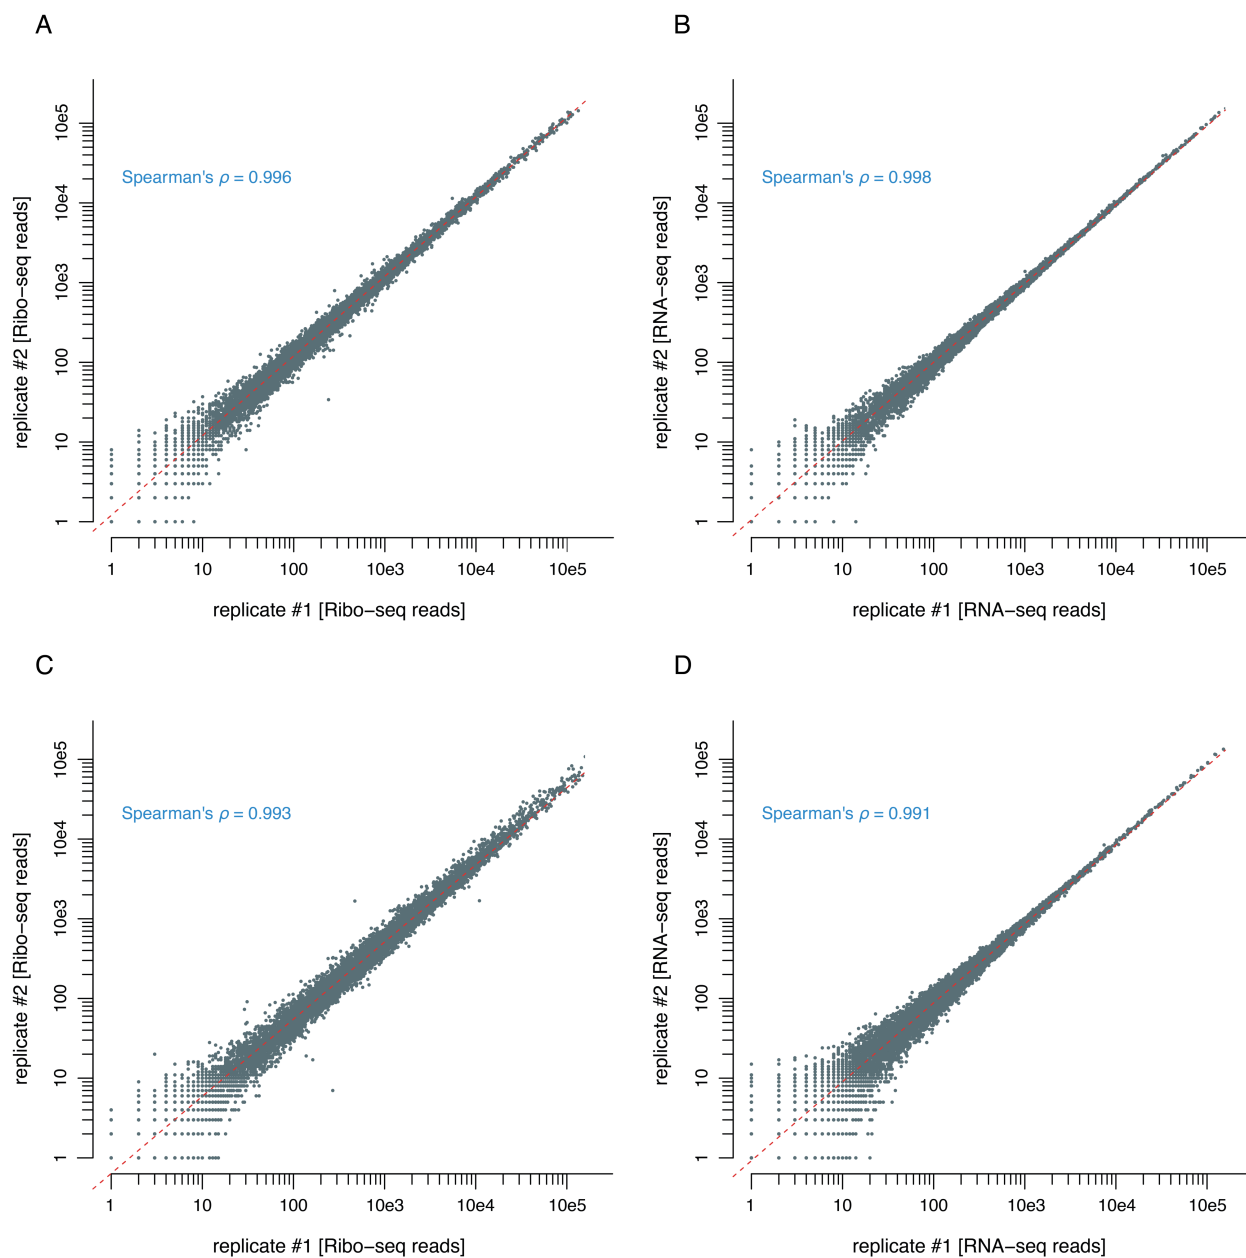 A
10e5
10e4
10e3
100
10
1
replicate #2 [Ribo−seq reads]
Spearman's ρ = 0.996
1 10 100 10e3 10e4 10e5
replicate #1 [Ribo−seq reads]
B
10e5
10e4
10e3
100
10
1
replicate #2 [RNA−seq reads]
Spearman's ρ = 0.998
1 10 100 10e3 10e4 10e5
replicate #1 [RNA−seq reads]
C
10e5
10e4
10e3
100
10
1
replicate #2 [Ribo−seq reads]
Spearman's ρ = 0.993
1 10 100 10e3 10e4 10e5
replicate #1 [Ribo−seq reads]
D
10e5
10e4
10e3
100
10
1
replicate #2 [RNA−seq reads]
Spearman's ρ = 0.991
1 10 100 10e3 10e4 10e5
replicate #1 [RNA−seq reads]